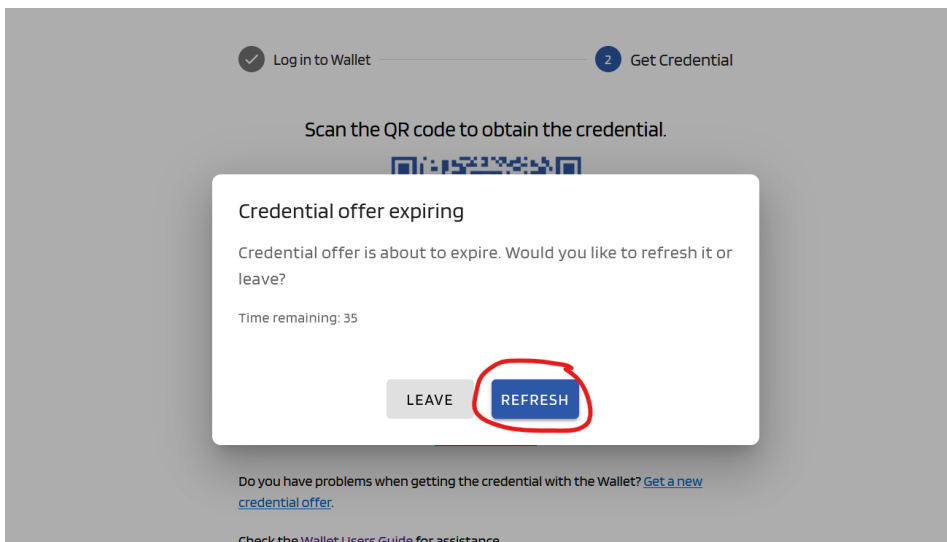 Log in to Wallet
2 Get Credential
Scan the QR code to obtain the credential.
Credential offer expiring
Credential offer is about to expire. Would you like to refresh it or
leave?
Time remaining: 35
LEAVE
REFRESH
Do you have problems when getting the credential with the Wallet? Get a new
credential offer.
Check the Wallet Users Guide for assistance